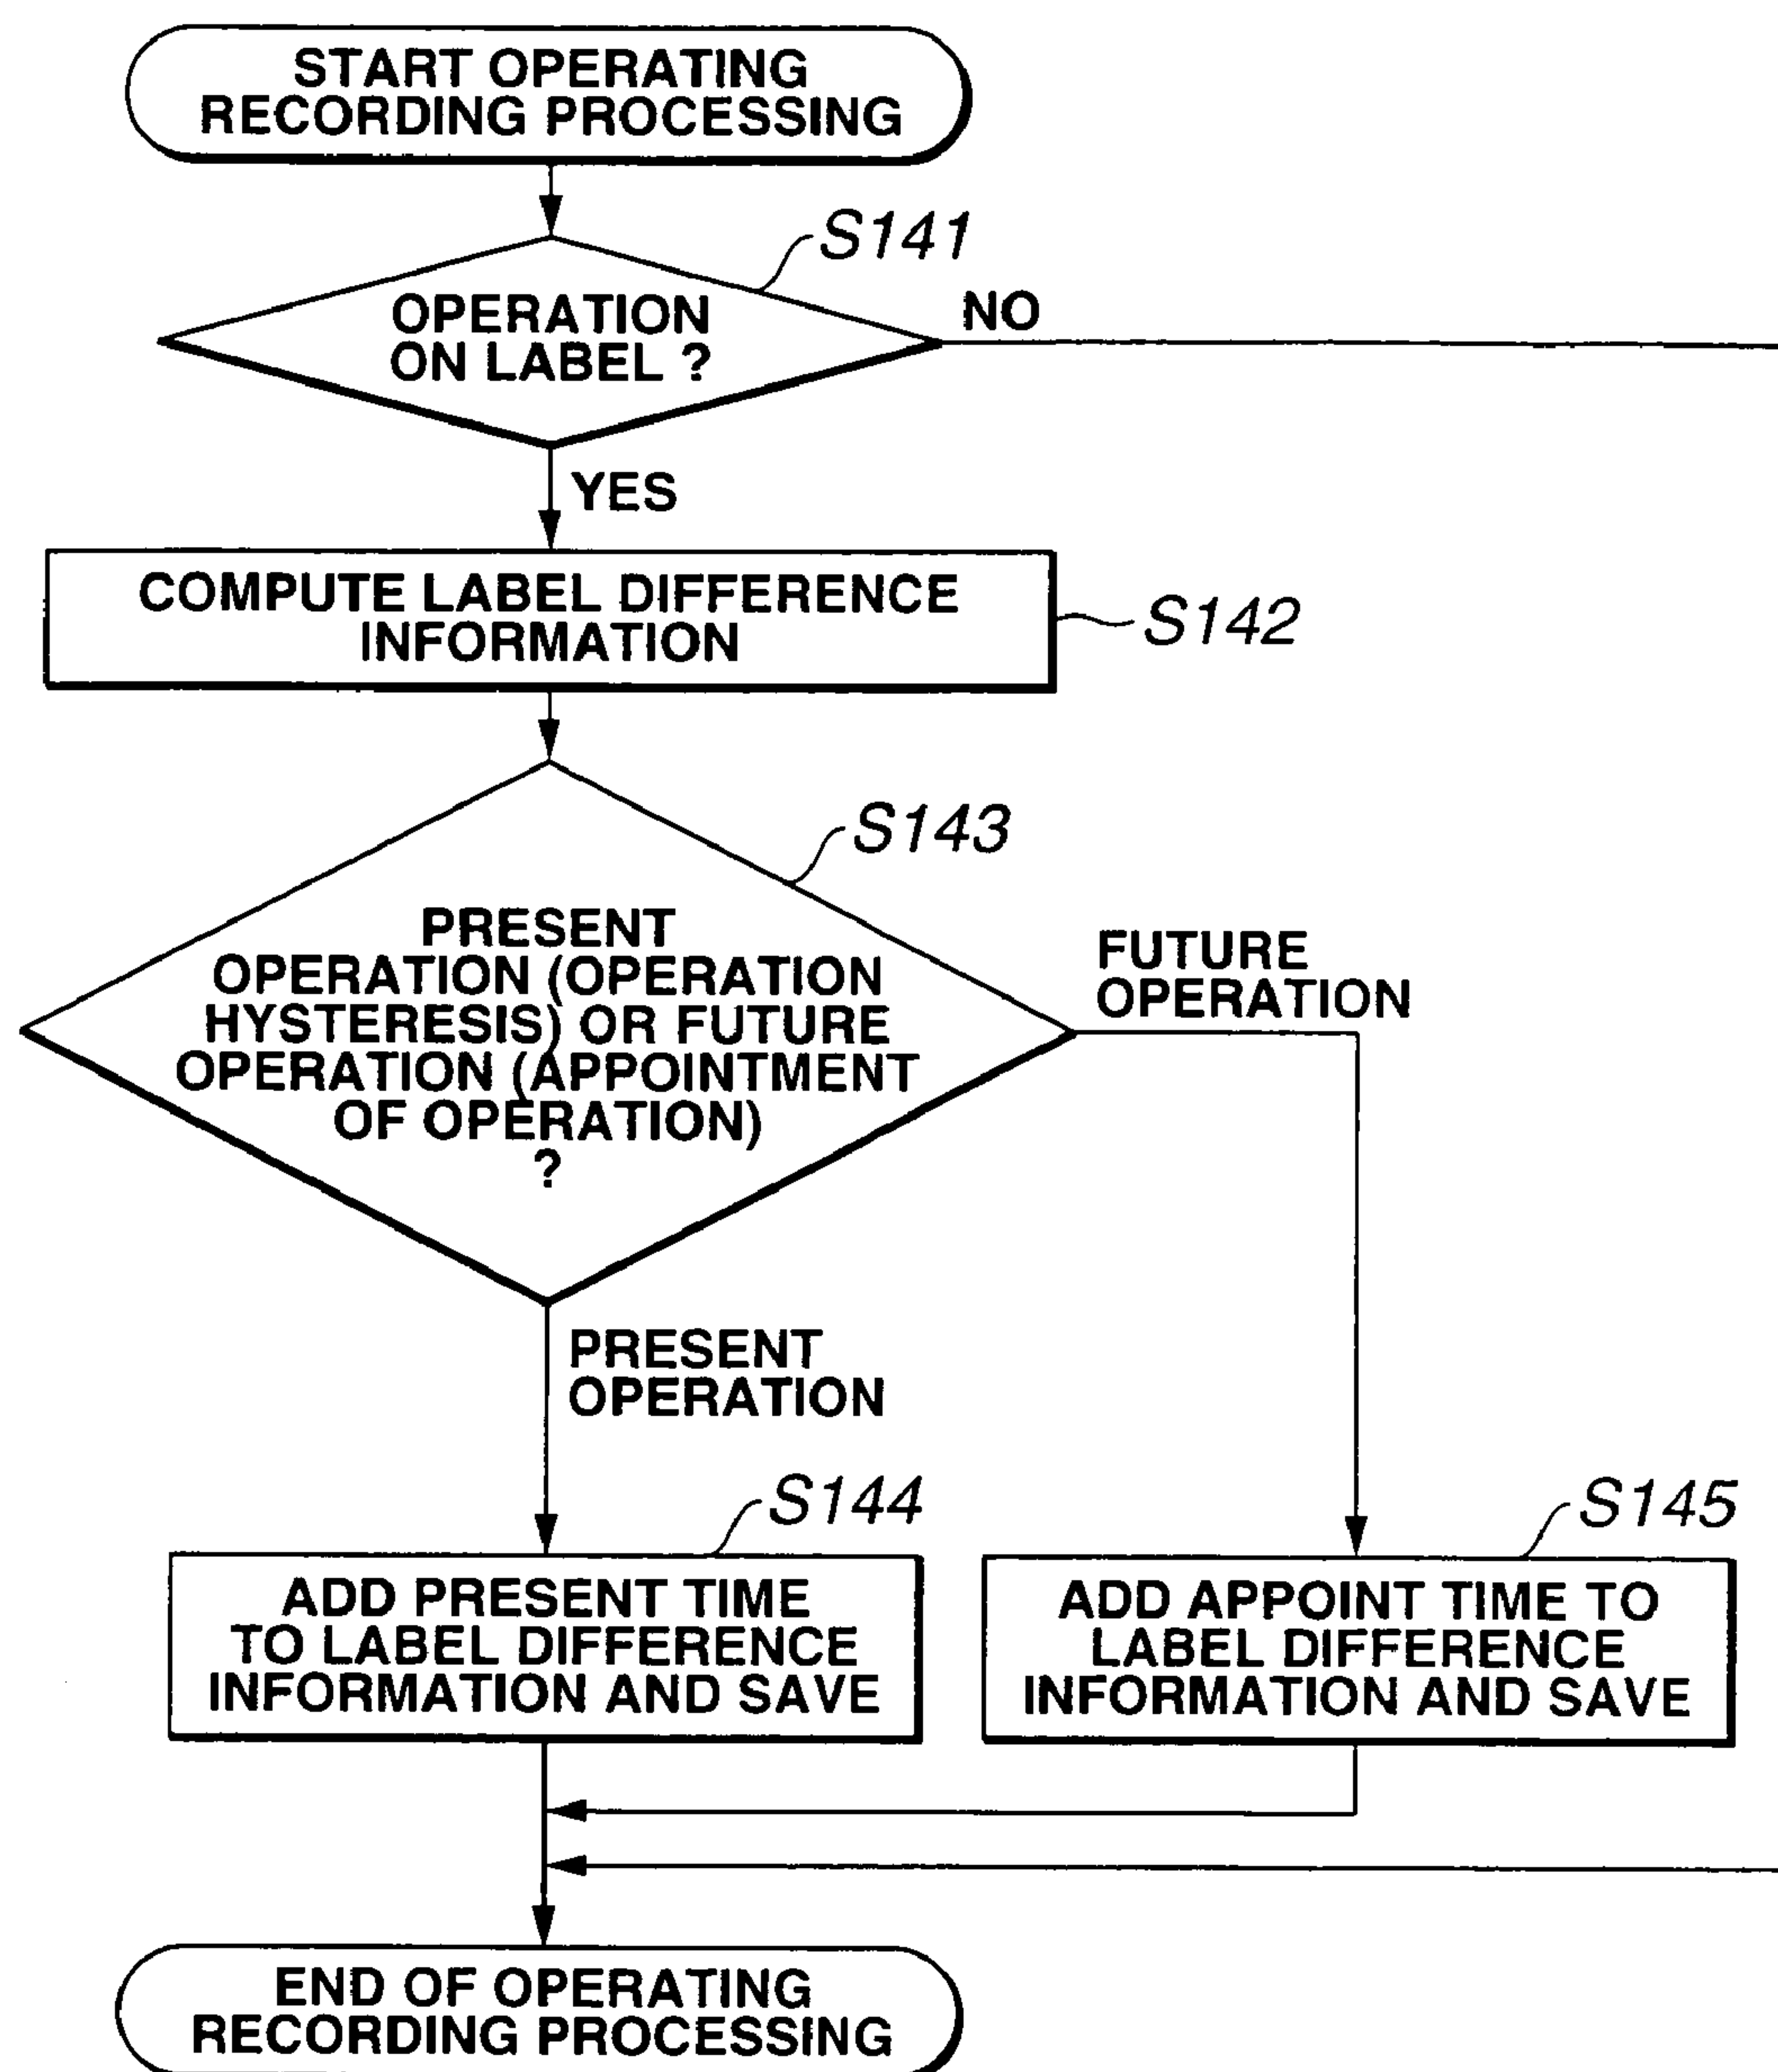 START OPERATING
RECORDING PROCESSING
S141
OPERATION
ON LABEL ?
NO
YES
COMPUTE LABEL DIFFERENCE
INFORMATION
S142
S143
PRESENT
OPERATION (OPERATION
HYSTERESIS) OR FUTURE
OPERATION (APPOINTMENT
OF OPERATION)
?
FUTURE
OPERATION
PRESENT
OPERATION
S144
ADD PRESENT TIME
TO LABEL DIFFERENCE
INFORMATION AND SAVE
S145
ADD APPOINT TIME TO
LABEL DIFFERENCE
INFORMATION AND SAVE
END OF OPERATING
RECORDING PROCESSING